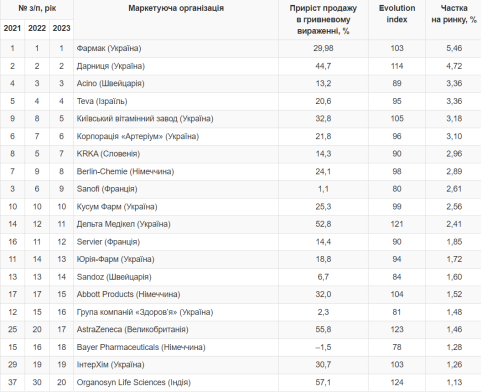 № з/п, рік Маркетуюча організація Приріст продажу в гривневому вираженні, % Evolution index Частка на ринку, %
2021 2022 2023
1 1 1 Фармак (Україна) 29,98 103 5,46
2 2 2 Дарниця (Україна) 44,7 114 4,72
4 3 3 Acino (Швейцарія) 13,2 89 3,36
5 4 4 Teva (Ізраїль) 20,6 95 3,36
9 8 5 Київський вітамінний завод (Україна) 32,8 105 3,18
6 7 6 Корпорація «Артеріум» (Україна) 21,8 96 3,10
8 5 7 KRKA (Словенія) 14,3 90 2,96
7 9 8 Berlin-Chemie (Німеччина) 24,1 98 2,89
3 6 9 Sanofi (Франція) 1,1 80 2,61
10 10 10 Кусум Фарм (Україна) 25,3 99 2,56
14 12 11 Дельта Медікел (Україна) 52,8 121 2,41
16 11 12 Servier (Франція) 14,4 90 1,85
11 14 13 Юрія-Фарм (Україна) 18,8 94 1,72
13 13 14 Sandoz (Швейцарія) 6,7 84 1,60
17 17 15 Abbott Products (Німеччина) 32,0 104 1,52
12 15 16 Група компаній «Здоров'я» (Україна) 2,3 81 1,48
25 20 17 AstraZeneca (Великобританія) 55,8 123 1,46
15 16 18 Bayer Pharmaceuticals (Німеччина) –1,5 78 1,28
29 19 19 ІнтерХім (Україна) 30,7 103 1,26
37 30 20 Organosyn Life Sciences (Індія) 57,1 124 1,13